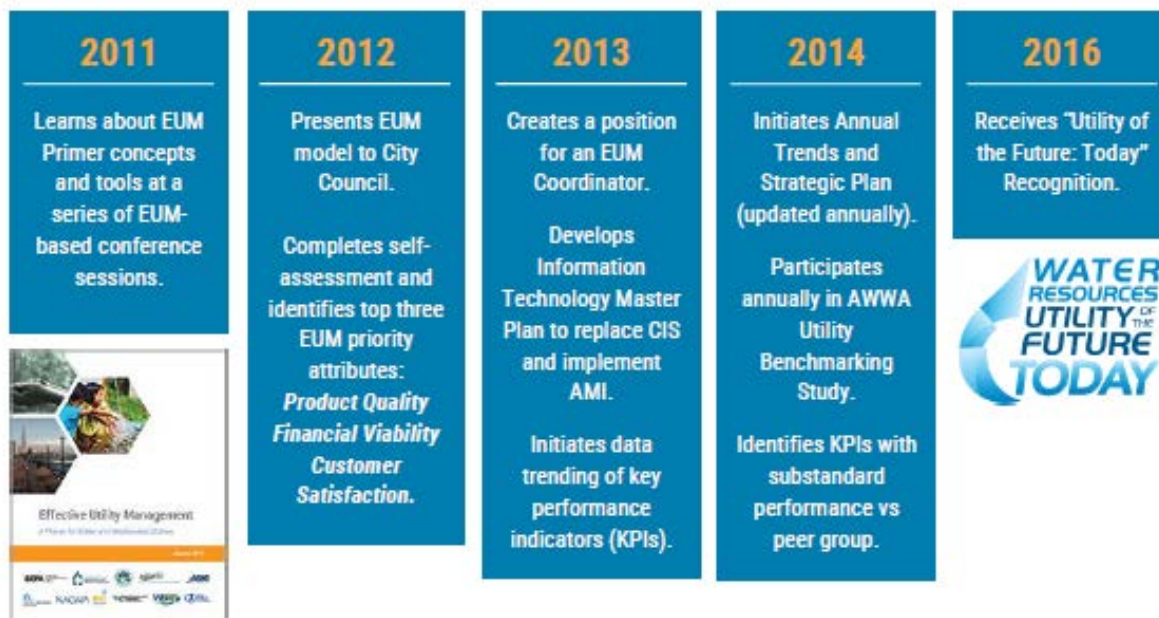 2011
Learns about EUM
Primer concepts
and tools at a
series of EUM-
based conference
sessions.
Effective Utility Management
2012
Presents EUM
model to City
Council.
Completes self-
assessment and
identifies top three
EUM priority
attributes:
Product Quality
Financial Viability
Customer
Satisfaction.
2013
Creates a position
for an EUM
Coordinator.
Develops
Information
Technology Master
Plan to replace CIS
and implement
AMI.
Initiates data
trending of key
performance
indicators (KPIs).
2014
Initiates Annual
Trends and
Strategic Plan
(updated annually).
Participates
annually in AWWA
Utility
Benchmarking
Study.
Identifies KPIs with
substandard
performance vs
peer group.
2016
Receives "Utility of
the Future: Today"
Recognition.
WATER
RESOURCES
UTILITY OF
THE
FUTURE
TODAY